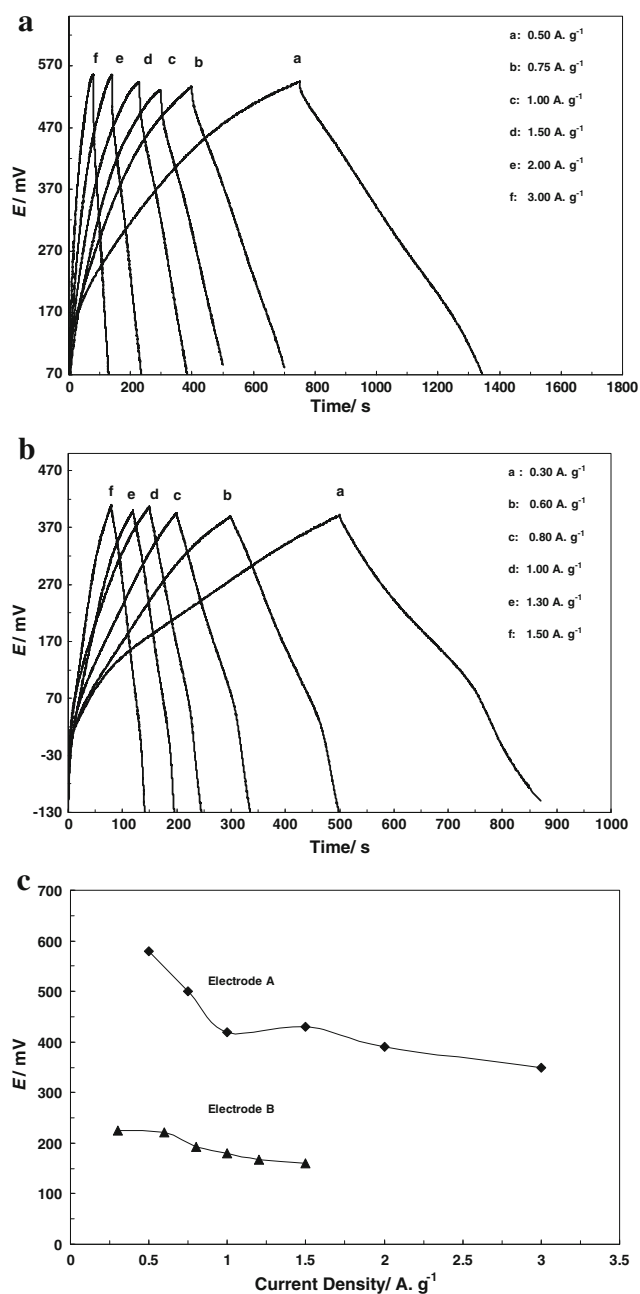 a
570
470
370
270
170
70
E/ mV
f e d c b a
a: 0.50 A. g-1
b: 0.75 A. g-1
c: 1.00 A. g-1
d: 1.50 A. g-1
e: 2.00 A. g-1
f: 3.00 A. g-1
0 200 400 600 800 1000 1200 1400 1600 1800
Time/ s
b
470
370
270
170
70
-30
-130
E/ mV
f e d c b a
a : 0.30 A. g-1
b: 0.60 A. g-1
c: 0.80 A. g-1
d: 1.00 A. g-1
e: 1.30 A. g-1
f: 1.50 A. g-1
0 100 200 300 400 500 600 700 800 900 1000
Time/ s
c
700
600
500
400
300
200
100
0
E/ mV
Electrode A
Electrode B
0 0.5 1 1.5 2 2.5 3 3.5
Current Density/ A. g-1